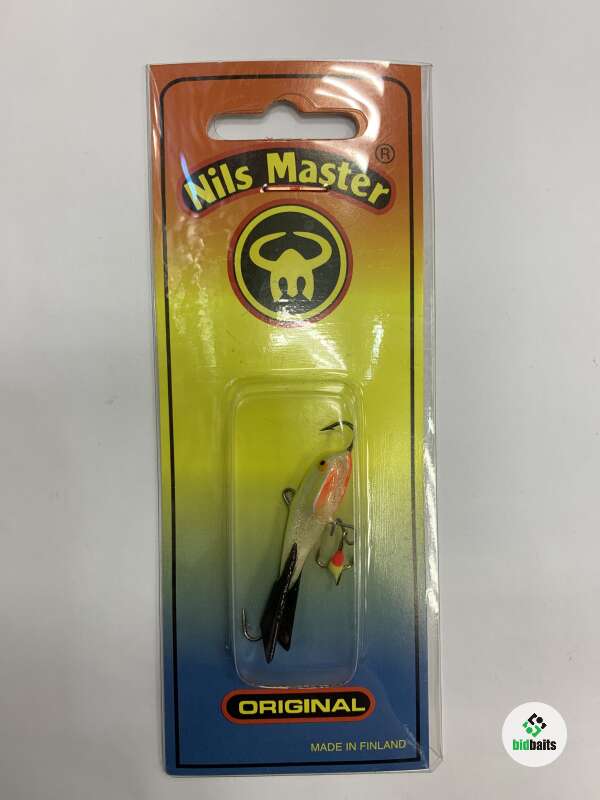 Nils Master
®
ORIGINAL
MADE IN FINLAND
bidbaits